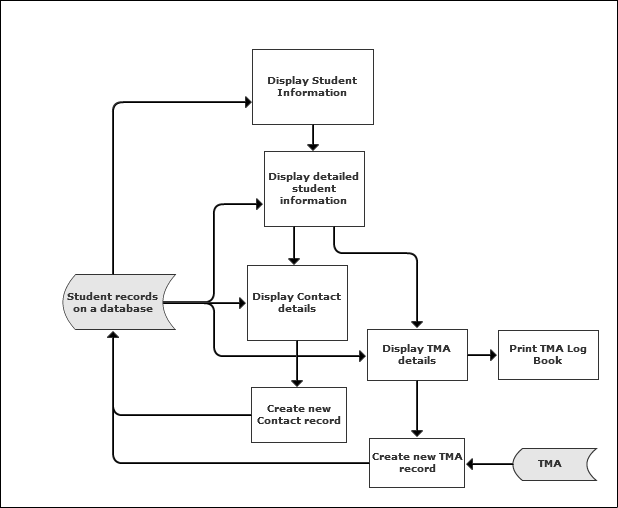 Display Student
Information
Display detailed
student
information
Student records
on a database
Display Contact
details
Display TMA
details
Print TMA Log
Book
Create new
Contact record
Create new TMA
record
TMA